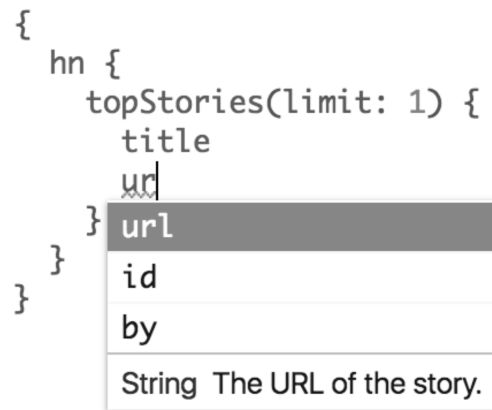 {
hn {
topStories(limit: 1) {
title
ur
}
url
id
}
by
}
String The URL of the story.